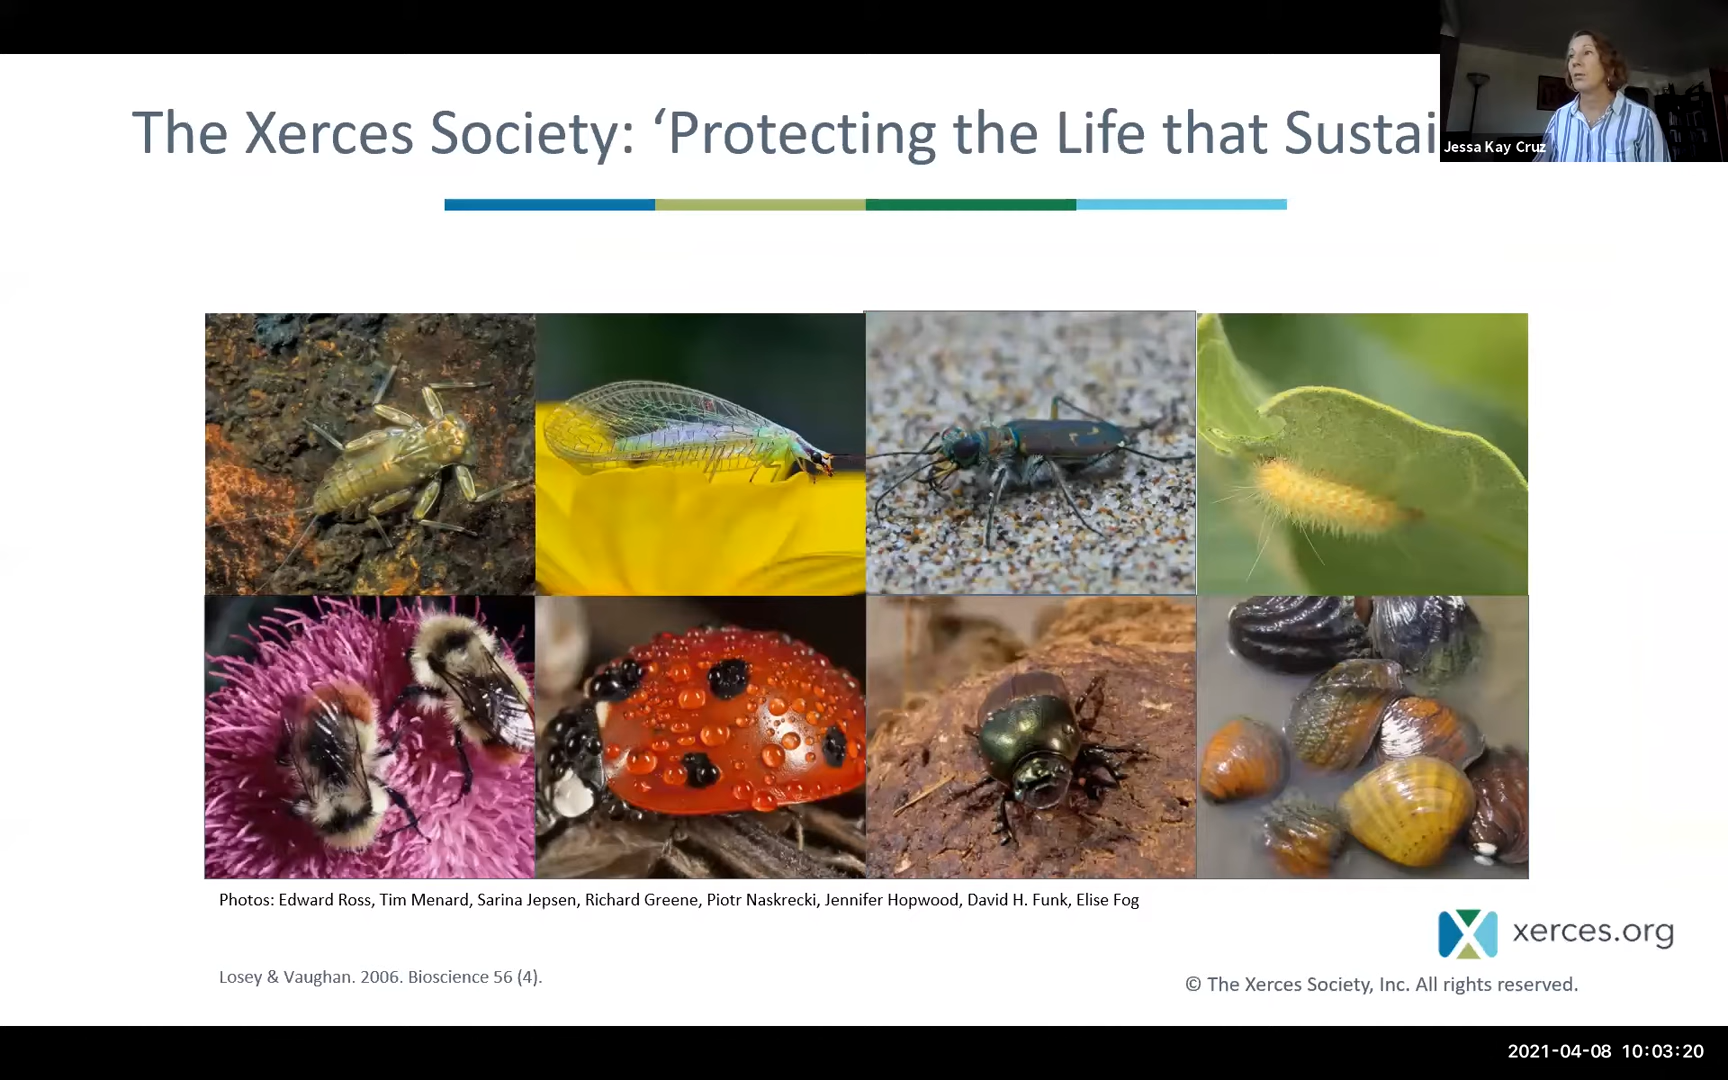 The Xerces Society: ‘Protecting the Life that Sustai
Jessa Kay Cruz
Photos: Edward Ross, Tim Menard, Sarina Jepsen, Richard Greene, Piotr Naskrecki, Jennifer Hopwood, David H. Funk, Elise Fog
xerces.org
Losey & Vaughan. 2006. Bioscience 56 (4).
© The Xerces Society, Inc. All rights reserved.
2021-04-08 10:03:20